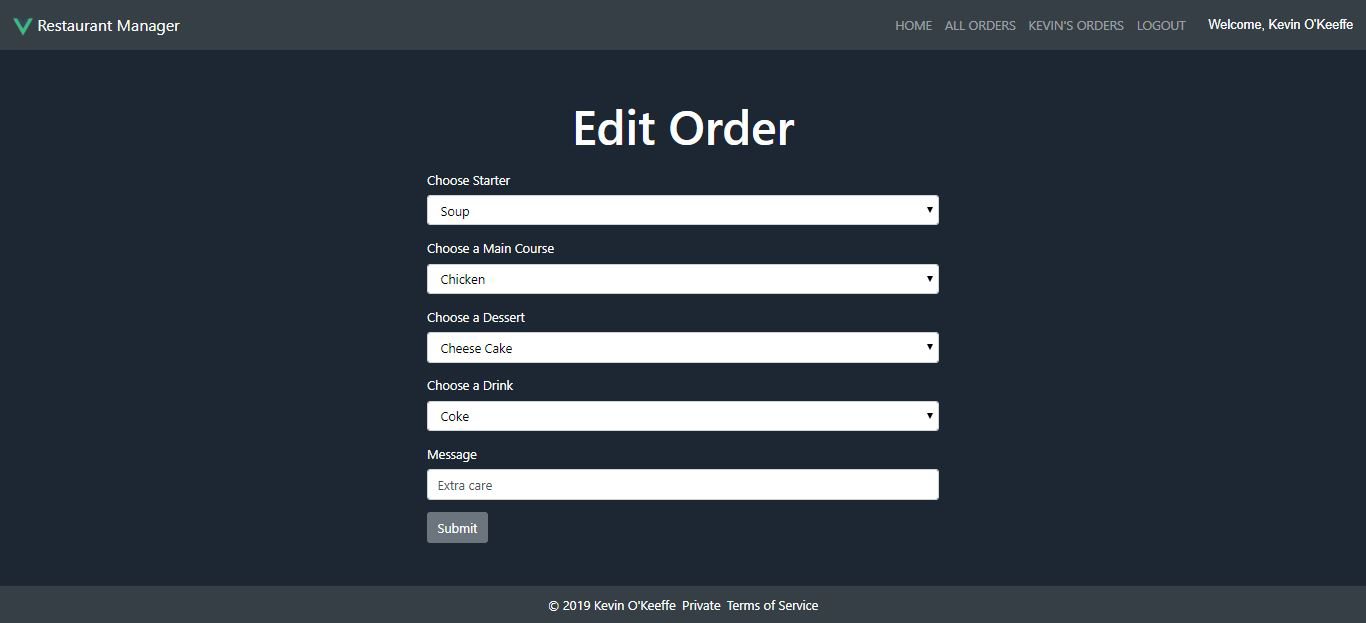 Restaurant Manager HOME ALL ORDERS KEVIN'S ORDERS LOGOUT Welcome, Kevin O'Keeffe
Edit Order
Choose Starter
Soup
Choose a Main Course
Chicken
Choose a Dessert
Cheese Cake
Choose a Drink
Coke
Message
Extra care
Submit
© 2019 Kevin O'Keeffe Private Terms of Service